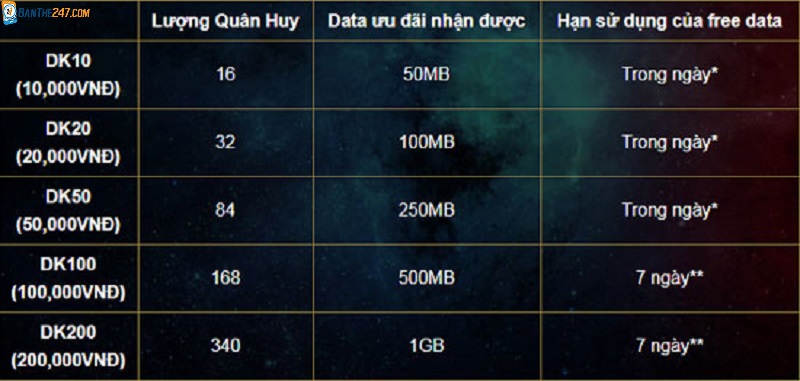 BANTHE247.COM
Lượng Quân Huy Data ưu đãi nhận được Hạn sử dụng của free data
DK10
(10,000VNĐ) 16 50MB Trong ngày*
DK20
(20,000VNĐ) 32 100MB Trong ngày*
DK50
(50,000VNĐ) 84 250MB Trong ngày*
DK100
(100,000VNĐ) 168 500MB 7 ngày**
DK200
(200,000VNĐ) 340 1GB 7 ngày**